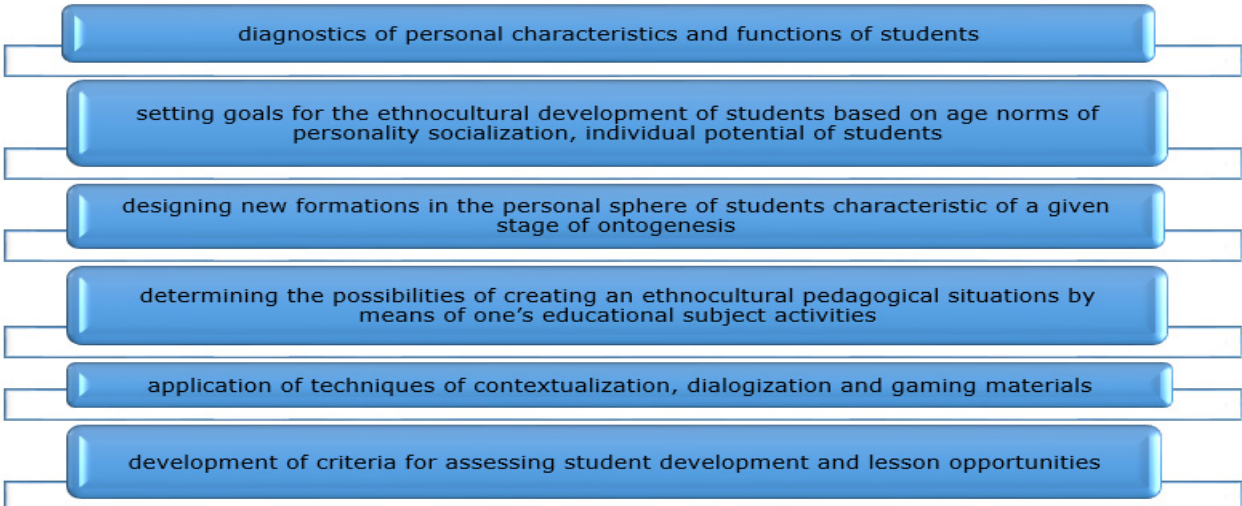 diagnostics of personal characteristics and functions of students
setting goals for the ethnocultural development of students based on age norms of
personality socialization, individual potential of students
designing new formations in the personal sphere of students characteristic of a given
stage of ontogenesis
determining the possibilities of creating an ethnocultural pedagogical situations by
means of one’s educational subject activities
application of techniques of contextualization, dialogization and gaming materials
development of criteria for assessing student development and lesson opportunities